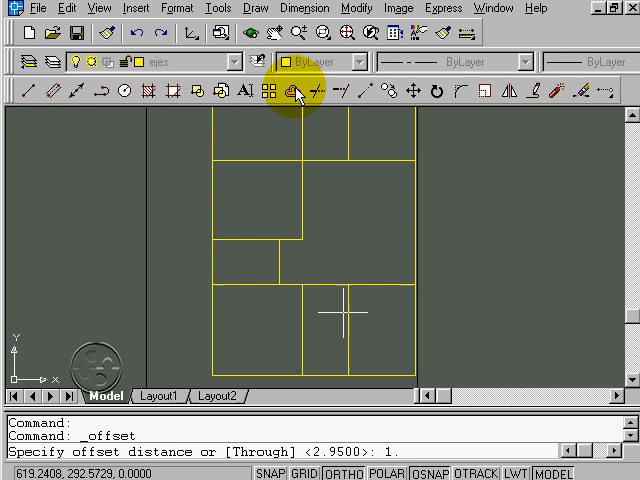 File Edit View Insert Format Tools Draw Dimension Modify Image Express Window Help
ejes ByLayer ByLayer ByLayer
A
Y
X
Model Layout1 Layout2
Command:
Command: _offset
Specify offset distance or [Through] <2.9500>: 1.
619.2408, 292.5729, 0.0000 SNAP GRID ORTHO POLAR OSNAP OTRACK LWT MODEL